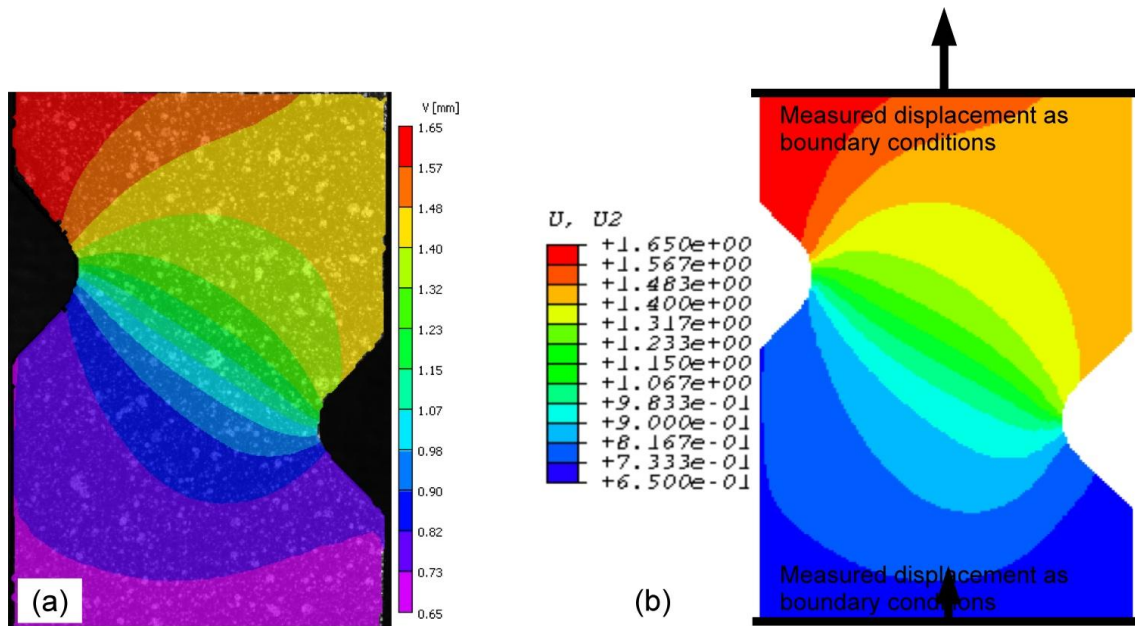 V [mm]
1.65
1.57
1.48
1.40
1.32
1.23
1.15
1.07
0.98
0.90
0.82
0.73
0.65
(a)
Measured displacement as
boundary conditions
U, U2
+1.650e+00
+1.567e+00
+1.483e+00
+1.400e+00
+1.317e+00
+1.233e+00
+1.150e+00
+1.067e+00
+9.833e-01
+9.000e-01
+8.167e-01
+7.333e-01
+6.500e-01
Measured displacement as
boundary conditions
(b)